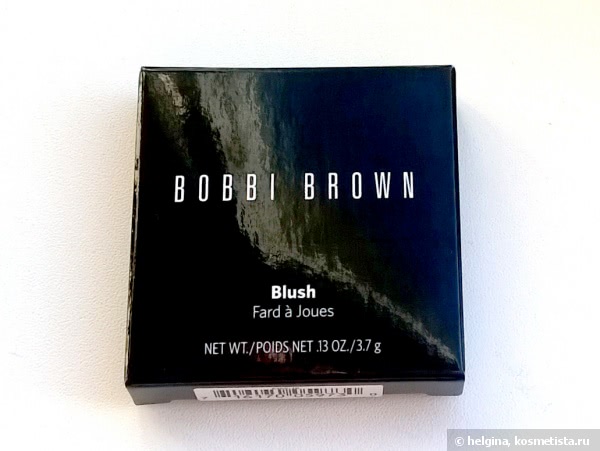 BOBBI BROWN
Blush
Fard à Joues
NET WT./POIDS NET .13 OZ./3.7 g
© helgina, kosmetista.ru